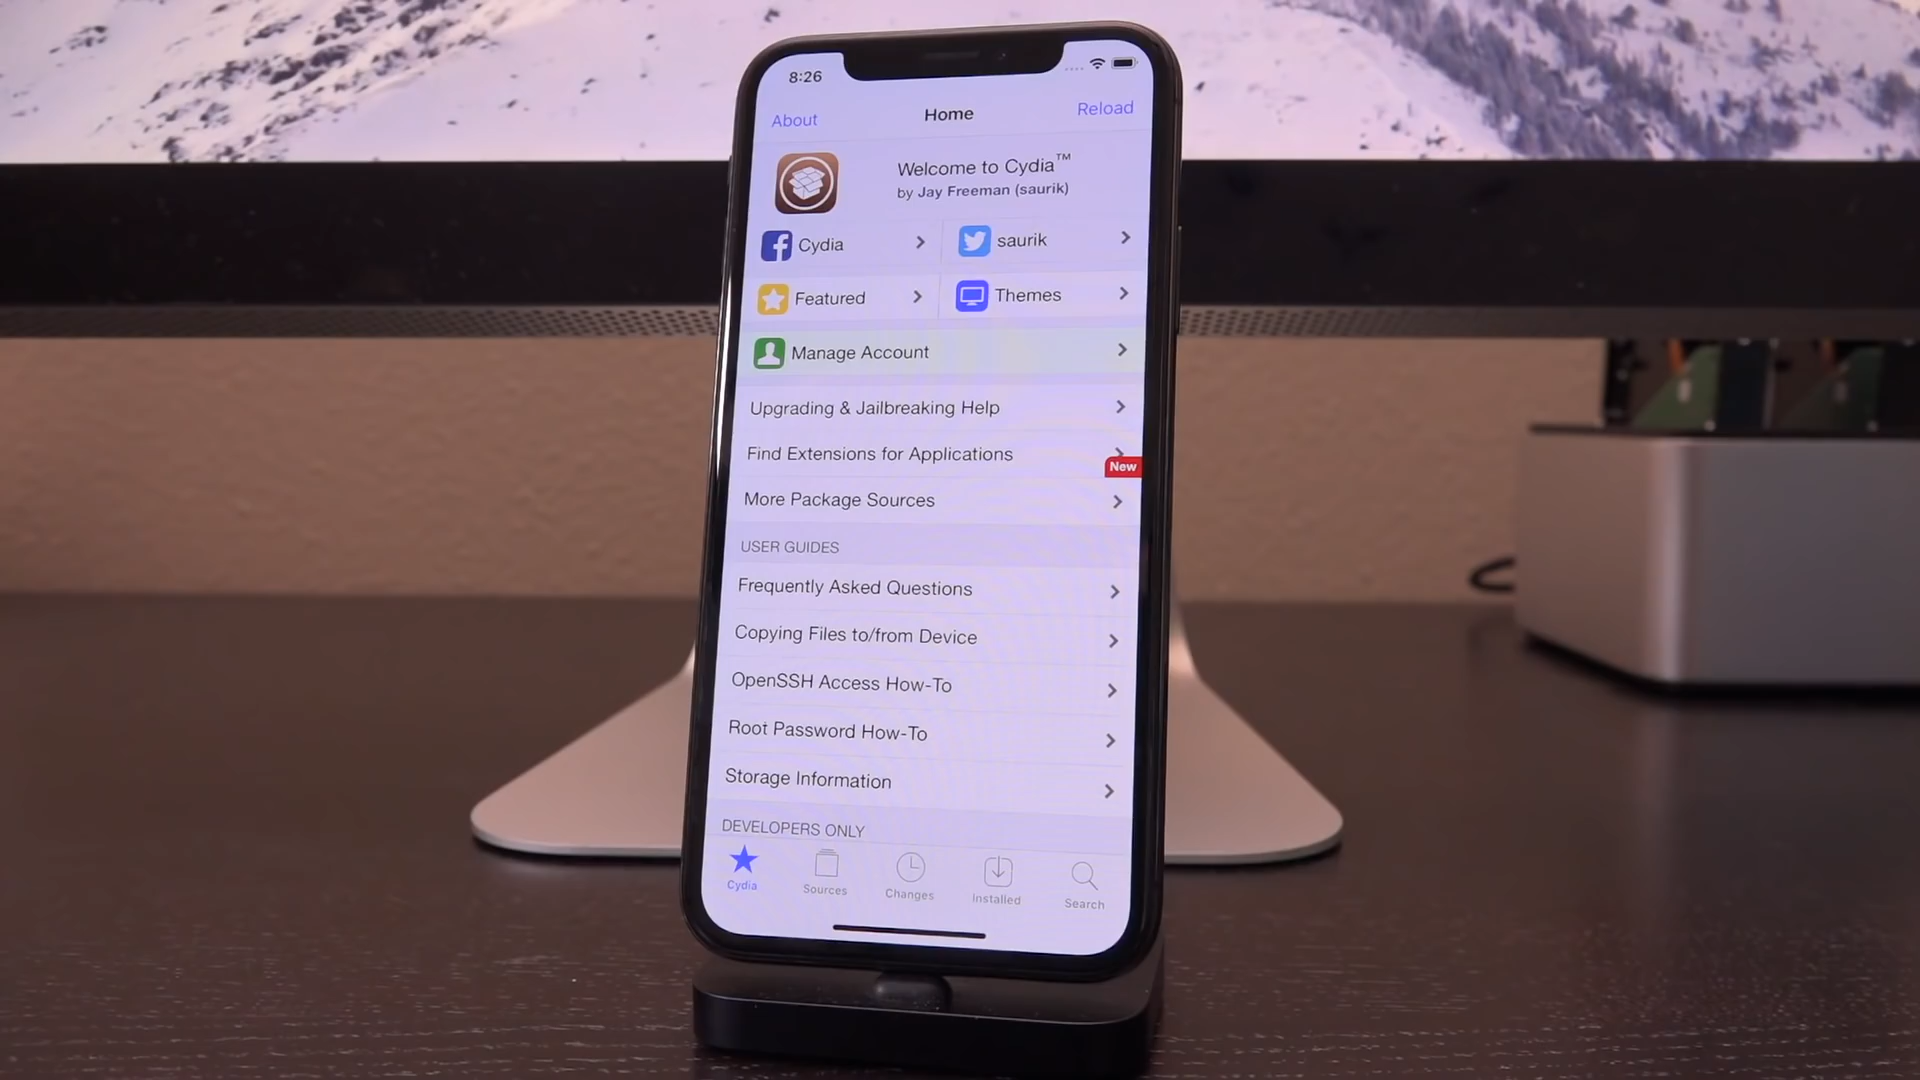 8:26
About Home Reload
Welcome to Cydia™
by Jay Freeman (saurik)
Cydia saurik
Featured Themes
Manage Account
Upgrading & Jailbreaking Help
Find Extensions for Applications
New
More Package Sources
USER GUIDES
Frequently Asked Questions
Copying Files to/from Device
OpenSSH Access How-To
Root Password How-To
Storage Information
DEVELOPERS ONLY
Cydia Sources Changes Installed Search